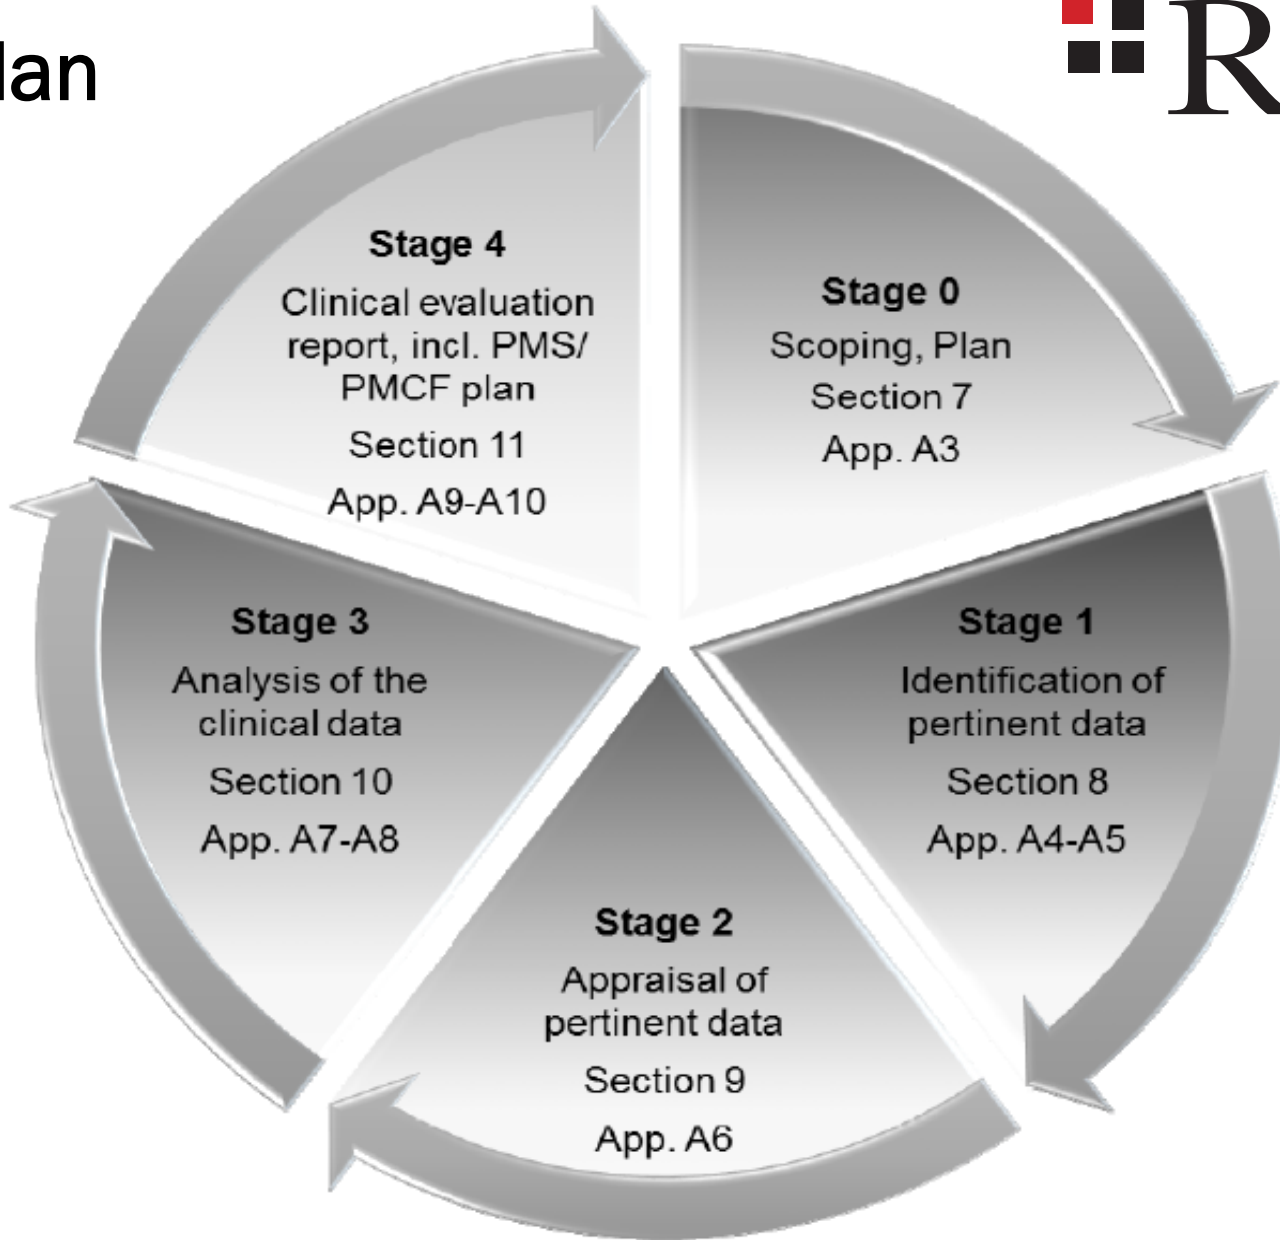 lan
R
Stage 0
Scoping, Plan
Section 7
App. A3
Stage 1
Identification of
pertinent data
Section 8
App. A4-A5
Stage 2
Appraisal of
pertinent data
Section 9
App. A6
Stage 3
Analysis of the
clinical data
Section 10
App. A7-A8
Stage 4
Clinical evaluation
report, incl. PMS/
PMCF plan
Section 11
App. A9-A10